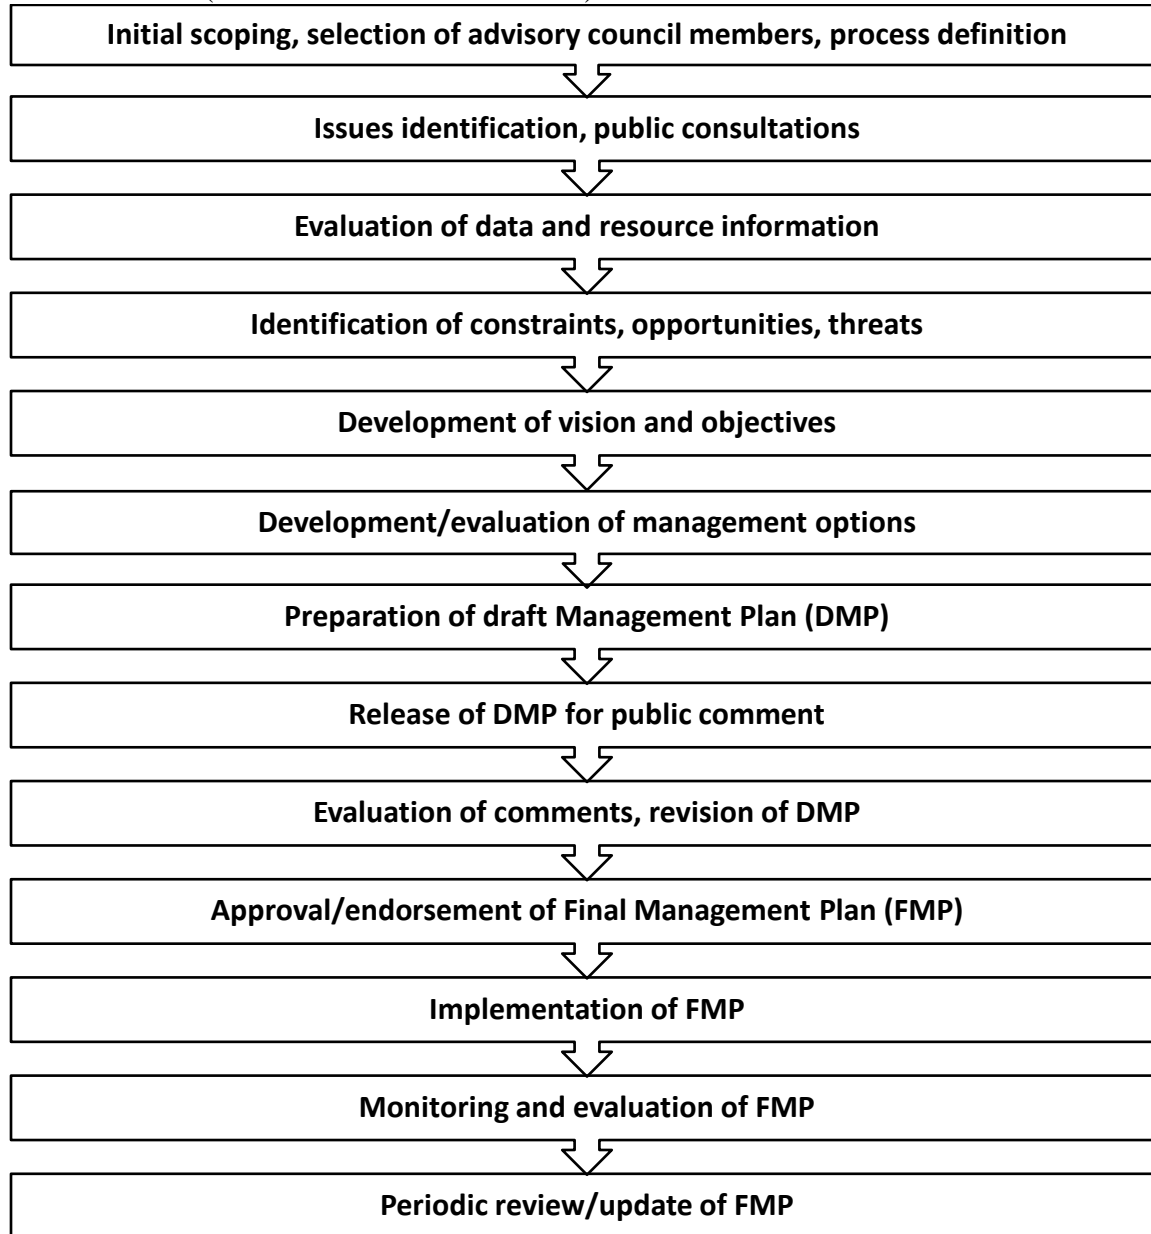 Initial scoping, selection of advisory council members, process definition
Issues identification, public consultations
Evaluation of data and resource information
Identification of constraints, opportunities, threats
Development of vision and objectives
Development/evaluation of management options
Preparation of draft Management Plan (DMP)
Release of DMP for public comment
Evaluation of comments, revision of DMP
Approval/endorsement of Final Management Plan (FMP)
Implementation of FMP
Monitoring and evaluation of FMP
Periodic review/update of FMP